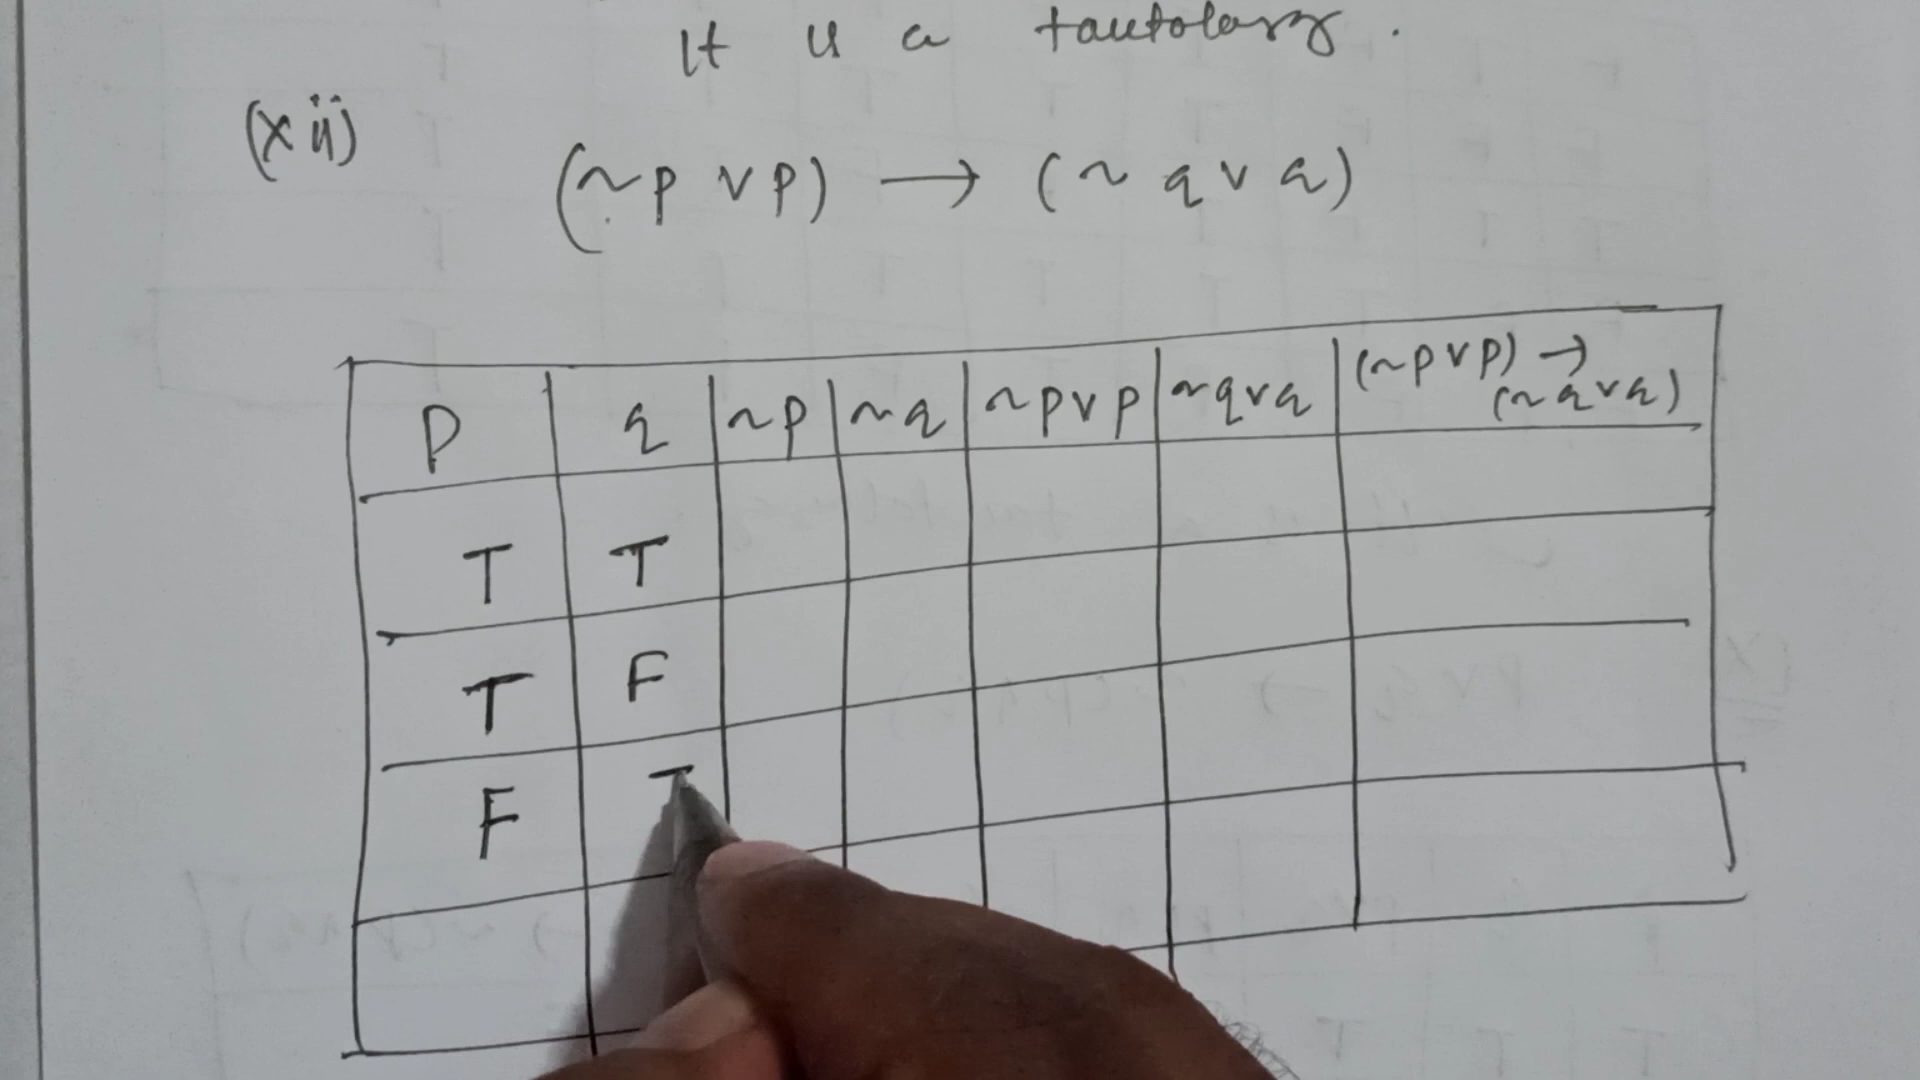 It is a tautology.
(xii)
(~p ∨ p) → (~q ∨ q)
p q ~p ~q ~p∨p ~q∨q (~p∨p) → (~q∨q)
T T
T F
F T